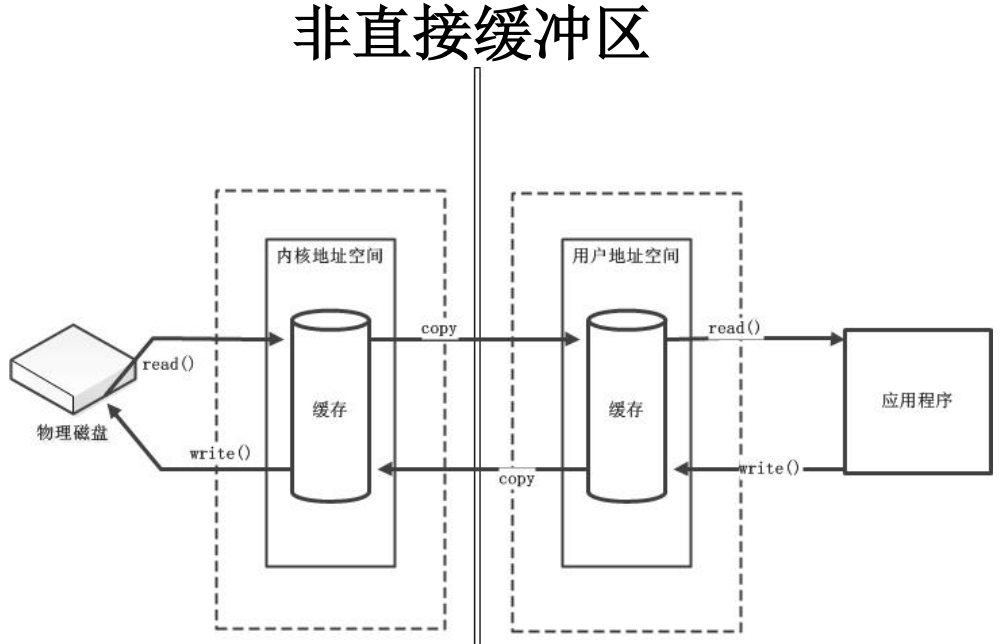 非直接缓冲区
内核地址空间
用户地址空间
copy
read()
read()
缓存
缓存
应用程序
物理磁盘
write()
copy
write()